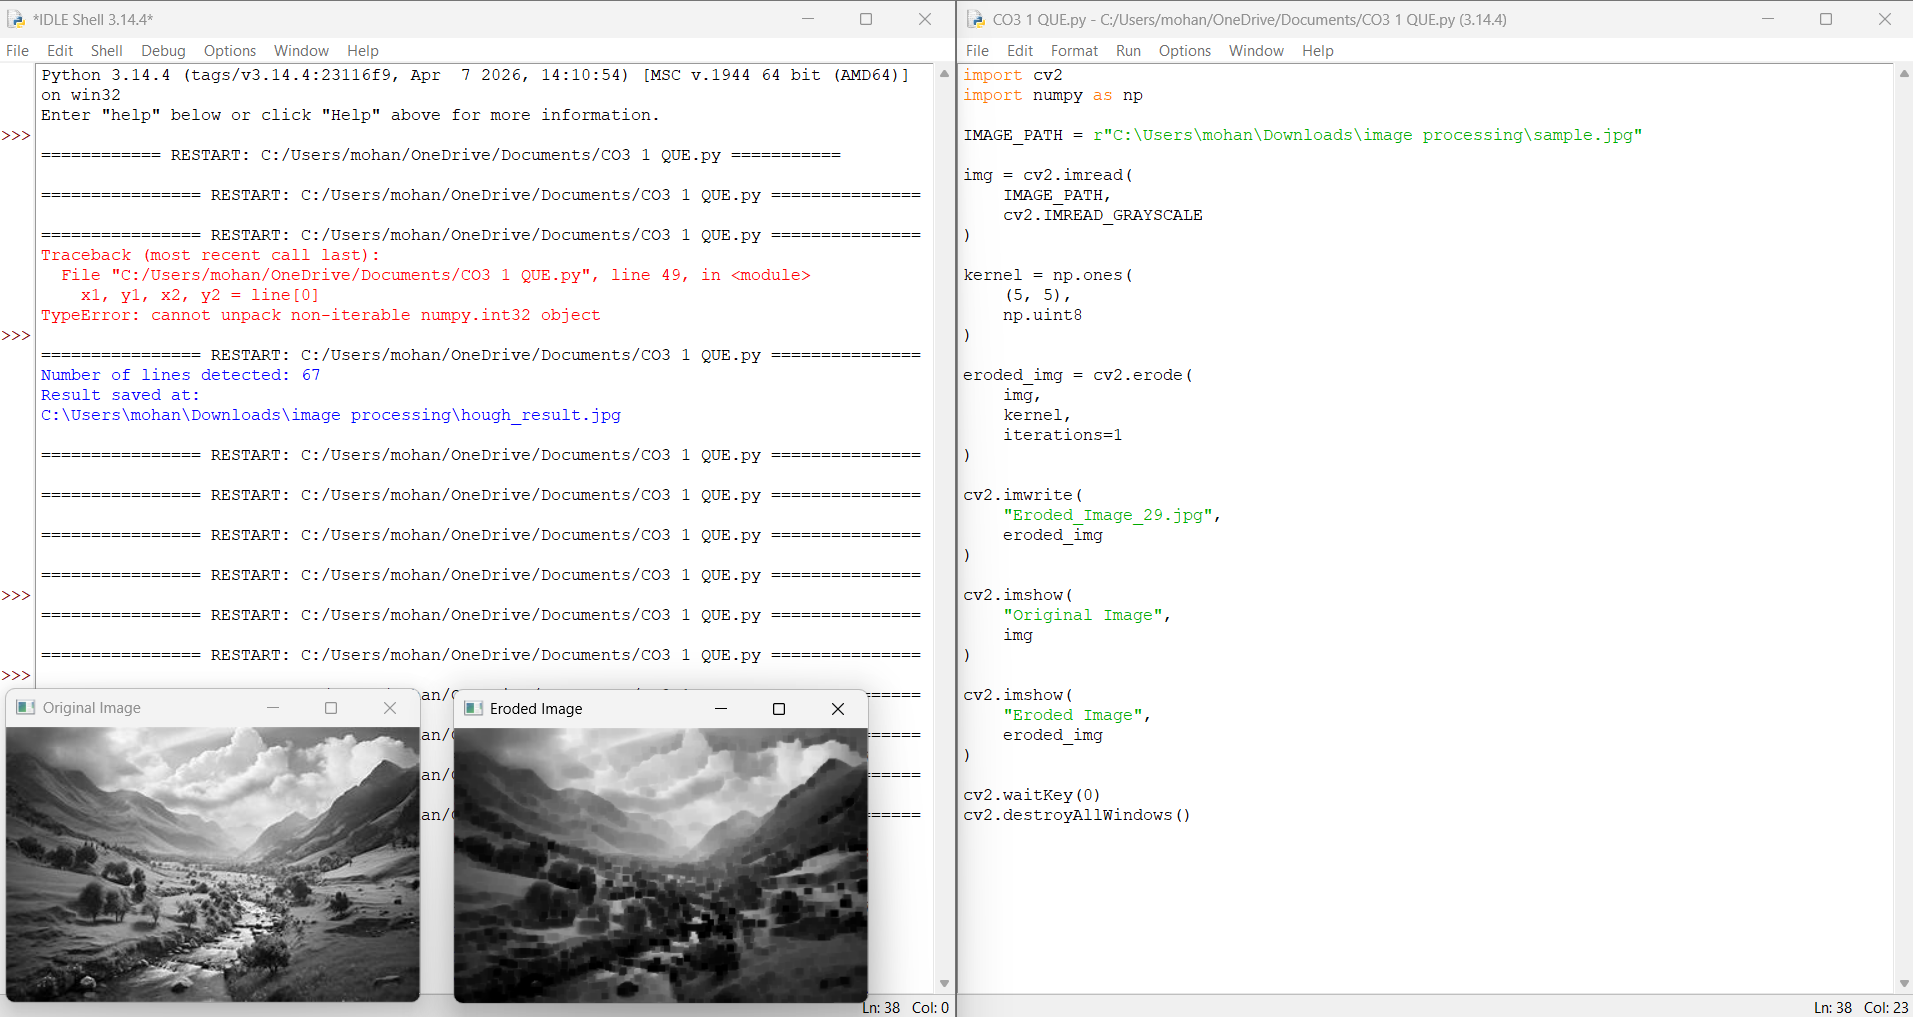 *IDLE Shell 3.14.4*
File Edit Shell Debug Options Window Help
Python 3.14.4 (tags/v3.14.4:23116f9, Apr  7 2026, 14:10:54) [MSC v.1944 64 bit (AMD64)]
on win32
Enter "help" below or click "Help" above for more information.
>>>
============ RESTART: C:/Users/mohan/OneDrive/Documents/CO3 1 QUE.py ===========
================ RESTART: C:/Users/mohan/OneDrive/Documents/CO3 1 QUE.py ===============
================ RESTART: C:/Users/mohan/OneDrive/Documents/CO3 1 QUE.py ===============
Traceback (most recent call last):
  File "C:/Users/mohan/OneDrive/Documents/CO3 1 QUE.py", line 49, in <module>
    x1, y1, x2, y2 = line[0]
TypeError: cannot unpack non-iterable numpy.int32 object
>>>
================ RESTART: C:/Users/mohan/OneDrive/Documents/CO3 1 QUE.py ===============
Number of lines detected: 67
Result saved at:
C:\Users\mohan\Downloads\image processing\hough_result.jpg
================ RESTART: C:/Users/mohan/OneDrive/Documents/CO3 1 QUE.py ===============
================ RESTART: C:/Users/mohan/OneDrive/Documents/CO3 1 QUE.py ===============
================ RESTART: C:/Users/mohan/OneDrive/Documents/CO3 1 QUE.py ===============
================ RESTART: C:/Users/mohan/OneDrive/Documents/CO3 1 QUE.py ===============
>>>
================ RESTART: C:/Users/mohan/OneDrive/Documents/CO3 1 QUE.py ===============
================ RESTART: C:/Users/mohan/OneDrive/Documents/CO3 1 QUE.py ===============
>>>
Original Image
Eroded Image
Ln: 38 Col: 0
CO3 1 QUE.py - C:/Users/mohan/OneDrive/Documents/CO3 1 QUE.py (3.14.4)
File Edit Format Run Options Window Help
import cv2
import numpy as np
IMAGE_PATH = r"C:\Users\mohan\Downloads\image processing\sample.jpg"
img = cv2.imread(
    IMAGE_PATH,
    cv2.IMREAD_GRAYSCALE
)
kernel = np.ones(
    (5, 5),
    np.uint8
)
eroded_img = cv2.erode(
    img,
    kernel,
    iterations=1
)
cv2.imwrite(
    "Eroded_Image_29.jpg",
    eroded_img
)
cv2.imshow(
    "Original Image",
    img
)
cv2.imshow(
    "Eroded Image",
    eroded_img
)
cv2.waitKey(0)
cv2.destroyAllWindows()
Ln: 38 Col: 23